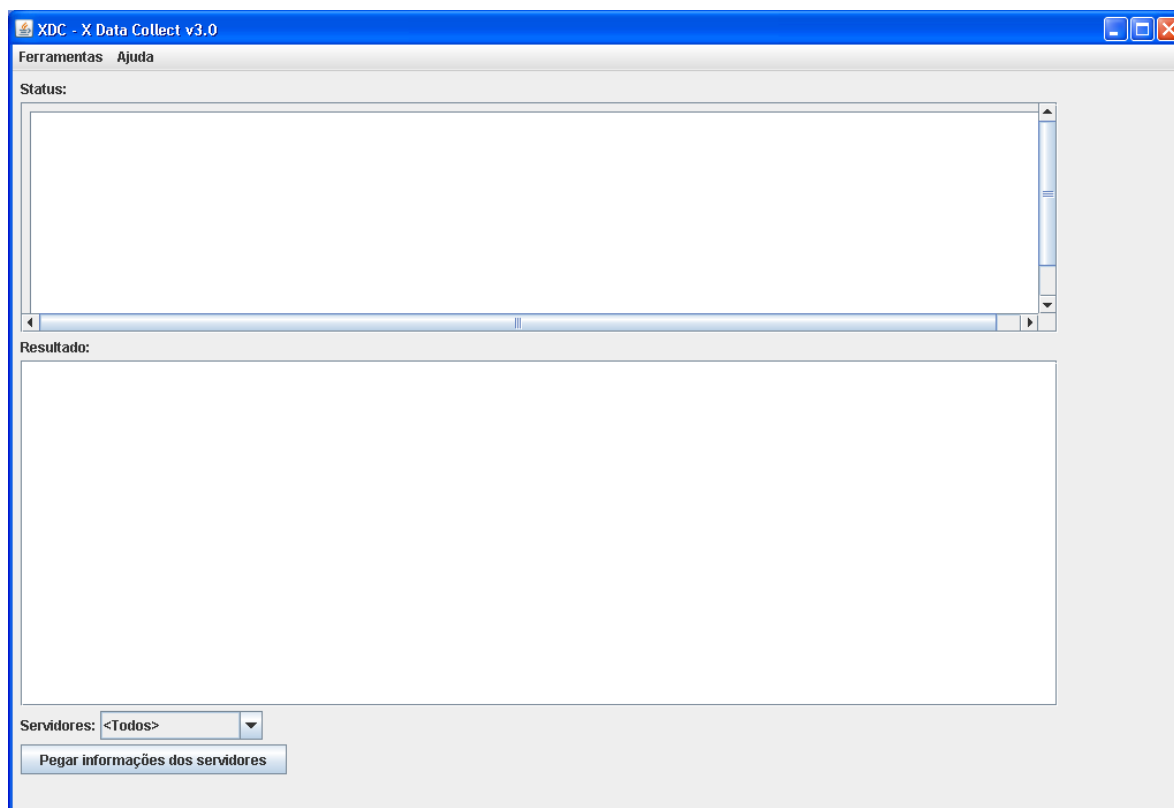 XDC - X Data Collect v3.0
Ferramentas Ajuda
Status:
Resultado:
Servidores: <Todos>
Pegar informações dos servidores